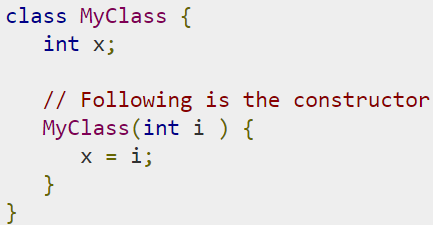 class MyClass {
   int x;

   // Following is the constructor
   MyClass(int i ) {
      x = i;
   }
}